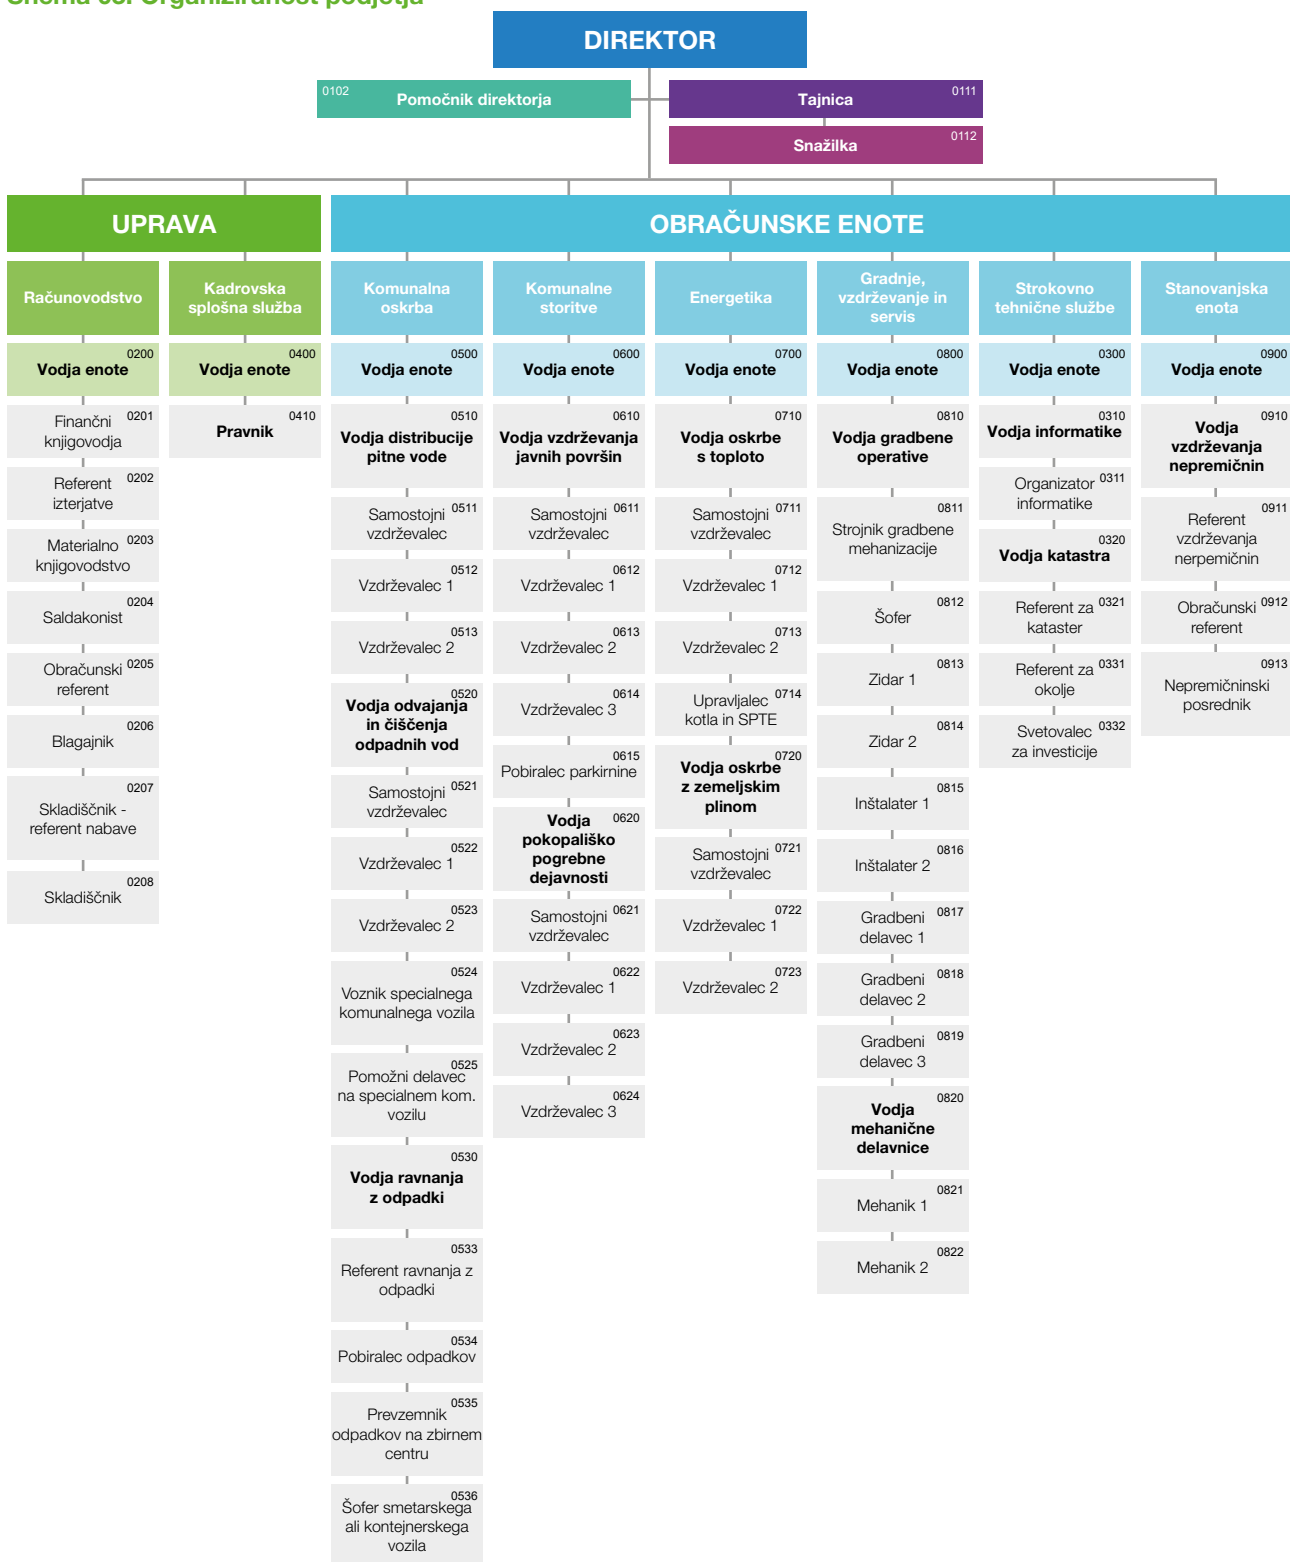 Shema 03: Organiziranost podjetja
DIREKTOR
0102
Pomočnik direktorja
0111
Tajnica
0112
Snažilka
UPRAVA
OBRAČUNSKE ENOTE
Računovodstvo
0200
Vodja enote
0201
Finančni
knjigovodja
0202
Referent
izterjatve
0203
Materialno
knjigovodstvo
0204
Saldakonist
0205
Obračunski
referent
0206
Blagajnik
0207
Skladiščnik -
referent nabave
0208
Skladiščnik
Kadrovska
splošna služba
0400
Vodja enote
0410
Pravnik
Komunalna
oskrba
0500
Vodja enote
0510
Vodja distribucije
pitne vode
0511
Samostojni
vzdrževalec
0512
Vzdrževalec 1
0513
Vzdrževalec 2
0520
Vodja odvajanja
in čiščenja
odpadnih vod
0521
Samostojni
vzdrževalec
0522
Vzdrževalec 1
0523
Vzdrževalec 2
0524
Voznik specialnega
komunalnega vozila
0525
Pomožni delavec
na specialnem kom.
vozilu
0530
Vodja ravnanja
z odpadki
0533
Referent ravnanja z
odpadki
0534
Pobiralec odpadkov
0535
Prevzemnik
odpadkov na zbirnem
centru
0536
Šofer smetarskega
ali kontejnerskega
vozila
Komunalne
storitve
0600
Vodja enote
0610
Vodja vzdrževanja
javnih površin
0611
Samostojni
vzdrževalec
0612
Vzdrževalec 1
0613
Vzdrževalec 2
0614
Vzdrževalec 3
0615
Pobiralec parkirnine
0620
Vodja
pokopališko
pogrebne
dejavnosti
0621
Samostojni
vzdrževalec
0622
Vzdrževalec 1
0623
Vzdrževalec 2
0624
Vzdrževalec 3
Energetika
0700
Vodja enote
0710
Vodja oskrbe
s toploto
0711
Samostojni
vzdrževalec
0712
Vzdrževalec 1
0713
Vzdrževalec 2
0714
Upravljalec
kotla in SPTE
0720
Vodja oskrbe
z zemeljskim
plinom
0721
Samostojni
vzdrževalec
0722
Vzdrževalec 1
0723
Vzdrževalec 2
Gradnje,
vzdrževanje in
servis
0800
Vodja enote
0810
Vodja gradbene
operative
0811
Strojnik gradbene
mehanizacije
0812
Šofer
0813
Zidar 1
0814
Zidar 2
0815
Inštalater 1
0816
Inštalater 2
0817
Gradbeni
delavec 1
0818
Gradbeni
delavec 2
0819
Gradbeni
delavec 3
0820
Vodja
mehanične
delavnice
0821
Mehanik 1
0822
Mehanik 2
Strokovno
tehnične službe
0300
Vodja enote
0310
Vodja informatike
0311
Organizator
informatike
0320
Vodja katastra
0321
Referent za
kataster
0331
Referent za
okolje
0332
Svetovalec
za investicije
Stanovanjska
enota
0900
Vodja enote
0910
Vodja
vzdrževanja
nepremičnin
0911
Referent
vzdrževanja
nerpemičnin
0912
Obračunski
referent
0913
Nepremičninski
posrednik